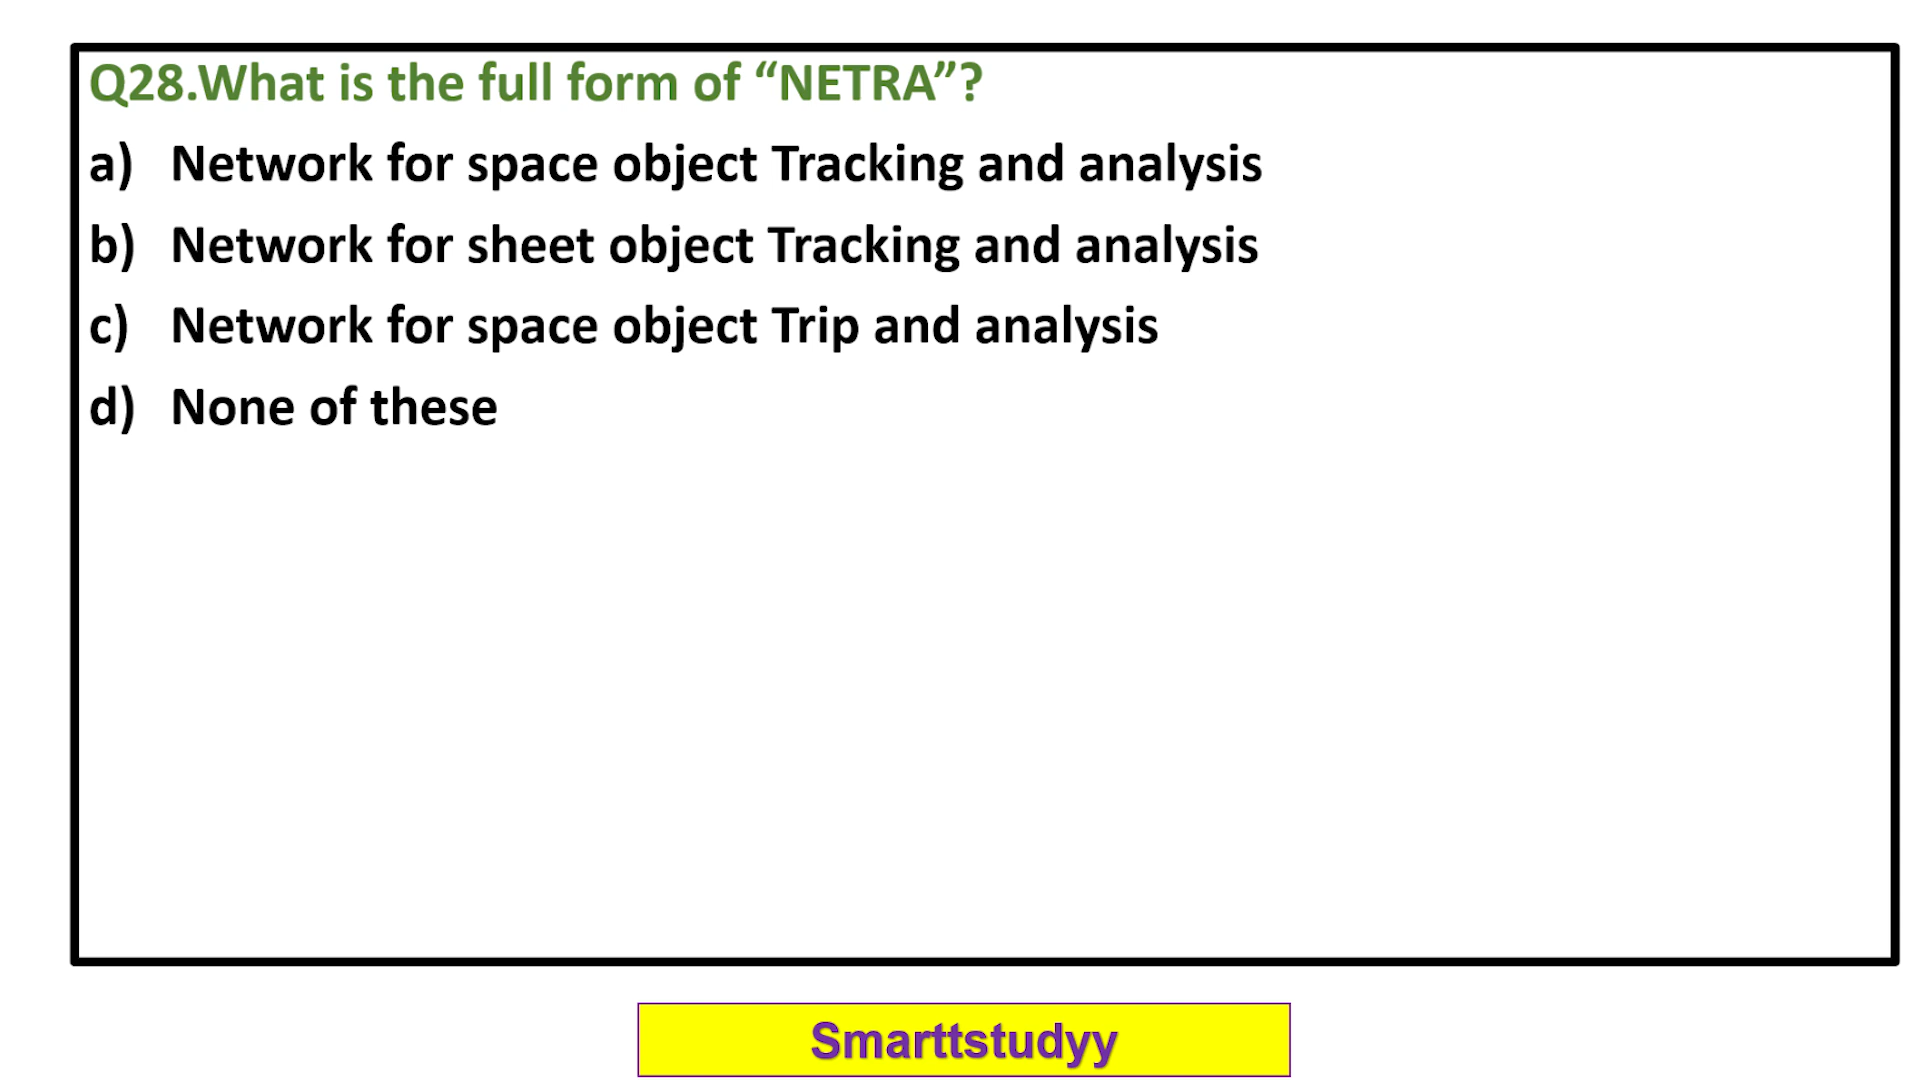 Q28.What is the full form of “NETRA”?
a) Network for space object Tracking and analysis
b) Network for sheet object Tracking and analysis
c) Network for space object Trip and analysis
d) None of these
Smarttstudyy